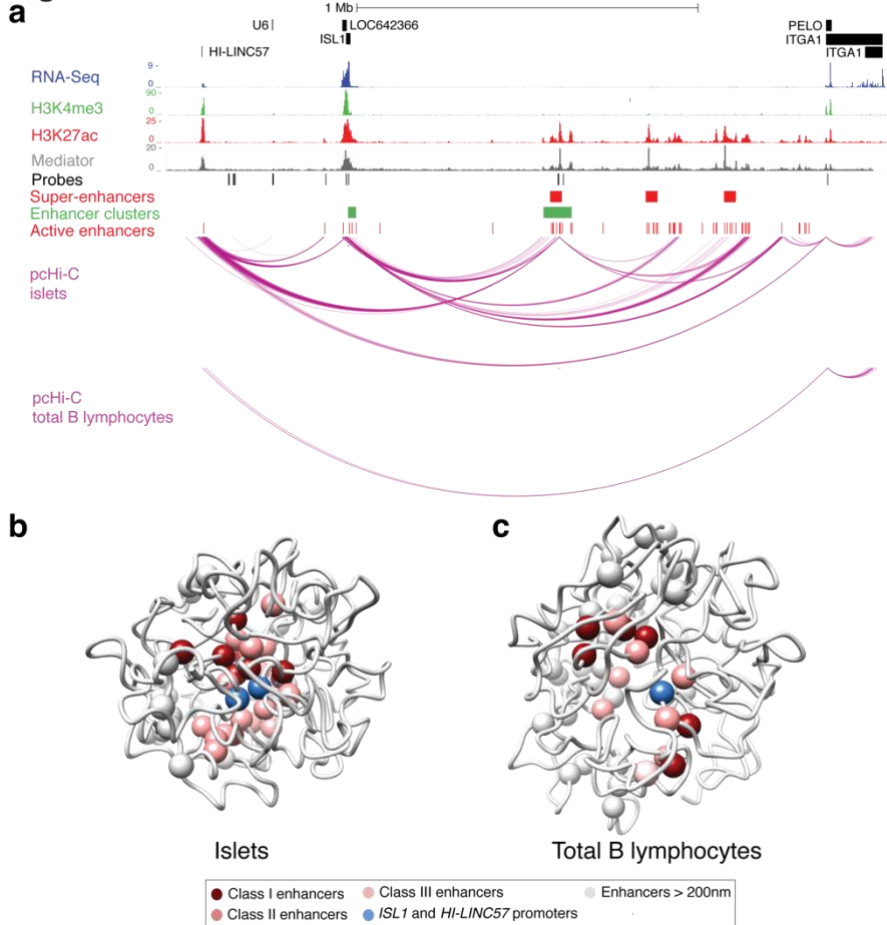 a
1 Mb
U6 LOC642366 PELO
ISL1 ITGA1
HI-LINC57 ITGA1
RNA-Seq 9 0
H3K4me3 90 0
H3K27ac 25 0
Mediator 20 0
Probes
Super-enhancers
Enhancer clusters
Active enhancers
pcHi-C
islets
pcHi-C
total B lymphocytes
b c
Islets Total B lymphocytes
Class I enhancers Class III enhancers Enhancers > 200nm
Class II enhancers ISL1 and HI-LINC57 promoters